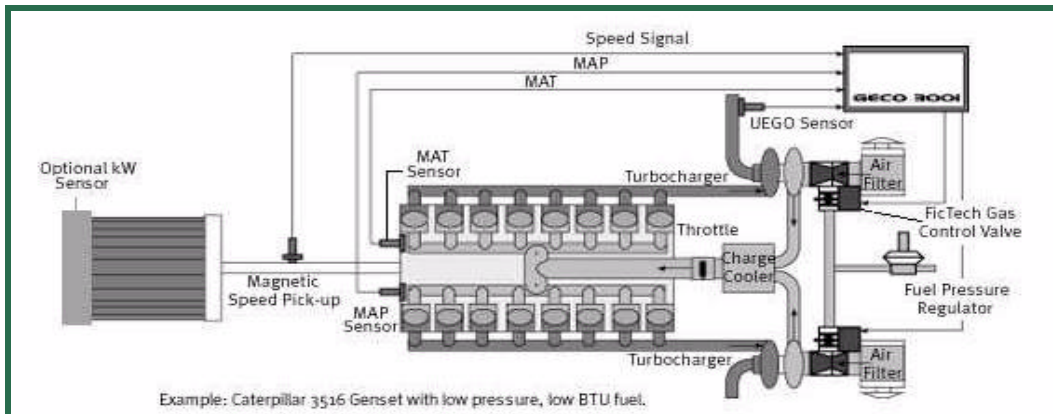 Speed Signal
MAP
MAT
GECO 3001
UEGO Sensor
MAT
Sensor
Optional kW
Sensor
Turbocharger
Air
Filter
Throttle
FicTech Gas
Control Valve
Charge
Cooler
Magnetic
Speed Pick-up
Fuel Pressure
Regulator
MAP
Sensor
Turbocharger
Air
Filter
Example: Caterpillar 3516 Genset with low pressure, low BTU fuel.